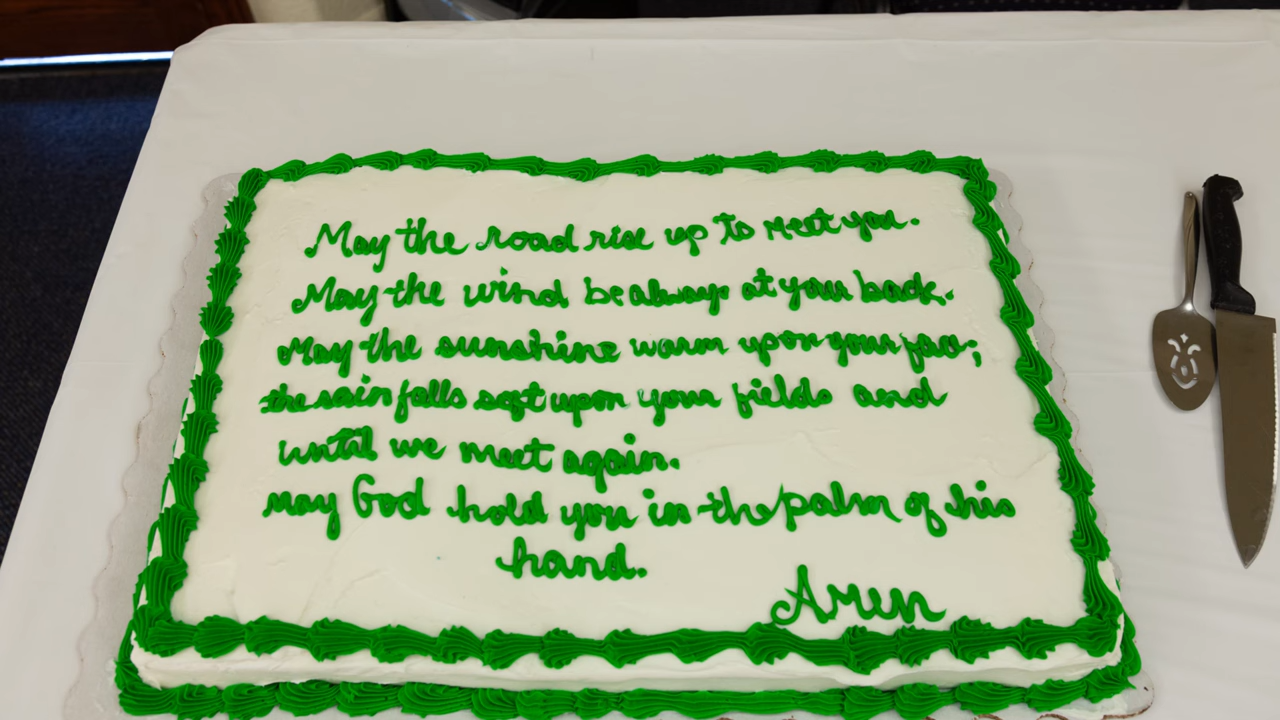 May the road rise up to meet you.
May the wind be always at your back.
May the sunshine warm upon your face;
the rain falls soft upon your fields and
until we meet again.
may God hold you in the palm of his
hand.
Amen